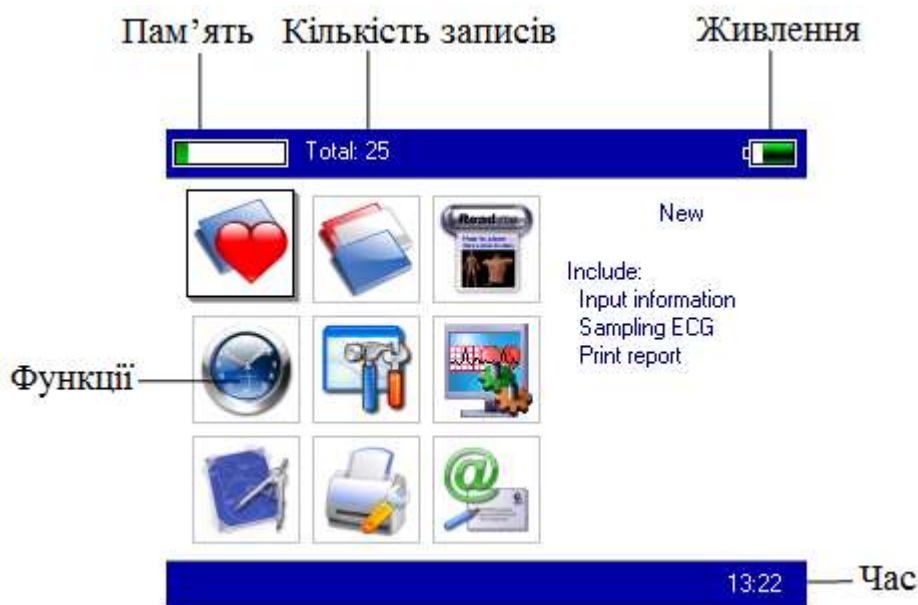 Пам’ять Кількість записів Живлення
Total: 25
Readme
New
Include:
Input information
Sampling ECG
Print report
Функції
13:22
Час